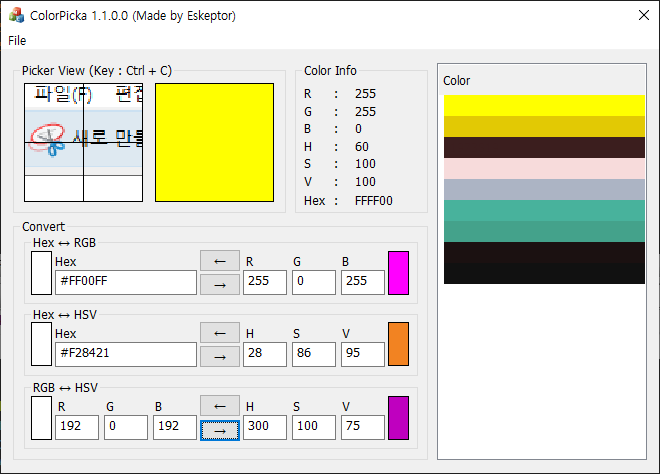 ColorPicka 1.1.0.0 (Made by Eskeptor)
File
Picker View (Key : Ctrl + C)
파일(F) 편집
새로 만들
Color Info
R : 255
G : 255
B : 0
H : 60
S : 100
V : 100
Hex : FFFF00
Color
Convert
Hex ↔ RGB
Hex ← R G B
#FF00FF → 255 0 255
Hex ↔ HSV
Hex ← H S V
#F28421 → 28 86 95
RGB ↔ HSV
R G B ← H S V
192 0 192 → 300 100 75